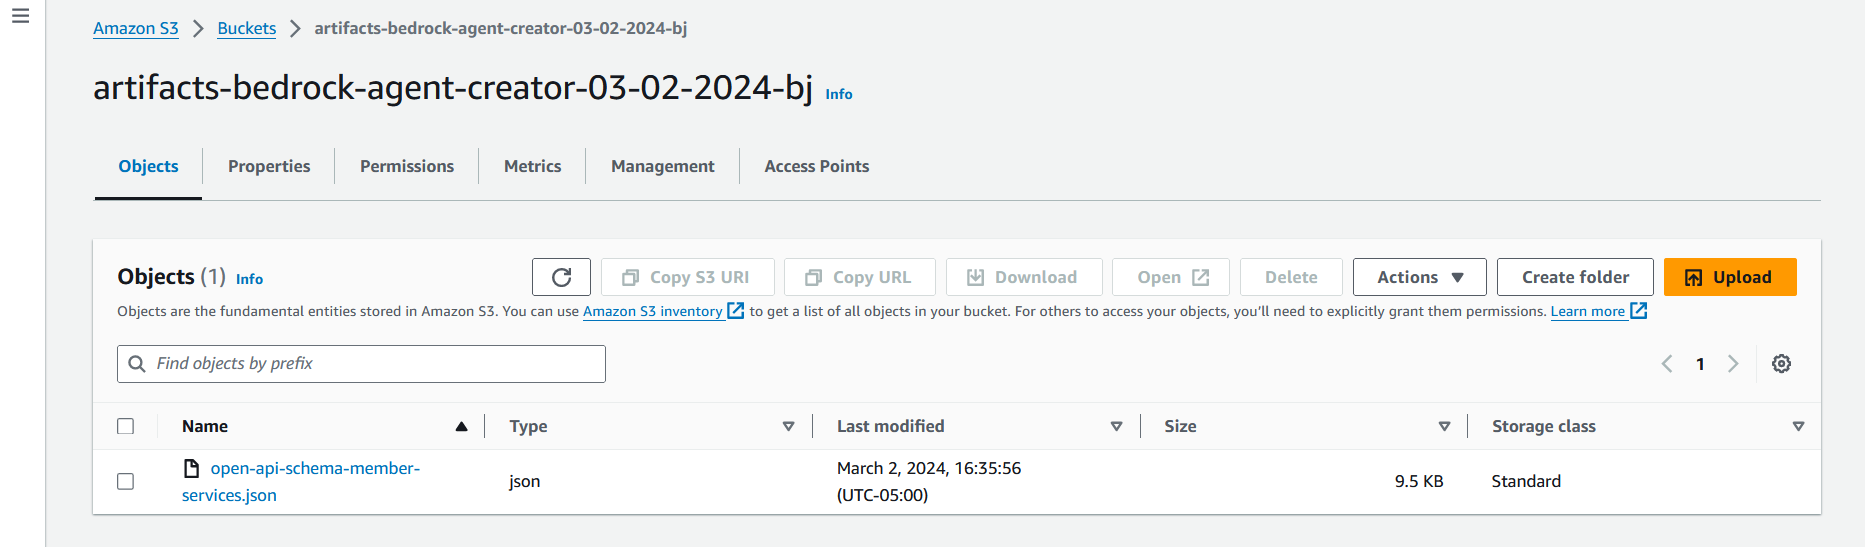 Amazon S3 > Buckets > artifacts-bedrock-agent-creator-03-02-2024-bj
artifacts-bedrock-agent-creator-03-02-2024-bj Info
Objects Properties Permissions Metrics Management Access Points
Objects (1) Info Copy S3 URI Copy URL Download Open Delete Actions Create folder Upload
Objects are the fundamental entities stored in Amazon S3. You can use Amazon S3 inventory to get a list of all objects in your bucket. For others to access your objects, you'll need to explicitly grant them permissions. Learn more
Find objects by prefix 1
Name Type Last modified Size Storage class
open-api-schema-member-
services.json
json
March 2, 2024, 16:35:56
(UTC-05:00)
9.5 KB
Standard